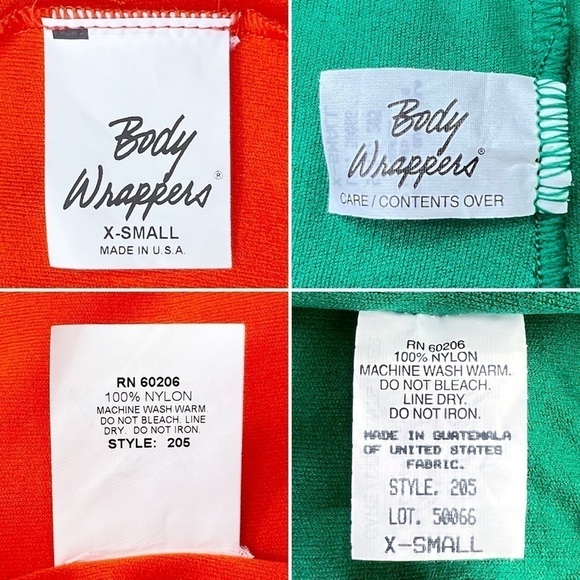 Body
Wrappers®
X-SMALL
MADE IN U.S.A.
Body
Wrappers®
CARE / CONTENTS OVER
RN 60206
100% NYLON
MACHINE WASH WARM
DO NOT BLEACH. LINE
DRY. DO NOT IRON.
STYLE: 205
RN 60206
100% NYLON
MACHINE WASH WARM.
DO NOT BLEACH.
LINE DRY.
DO NOT IRON.
MADE IN GUATEMALA
OF UNITED STATES
FABRIC.
STYLE. 205
LOT. 50066
X-SMALL